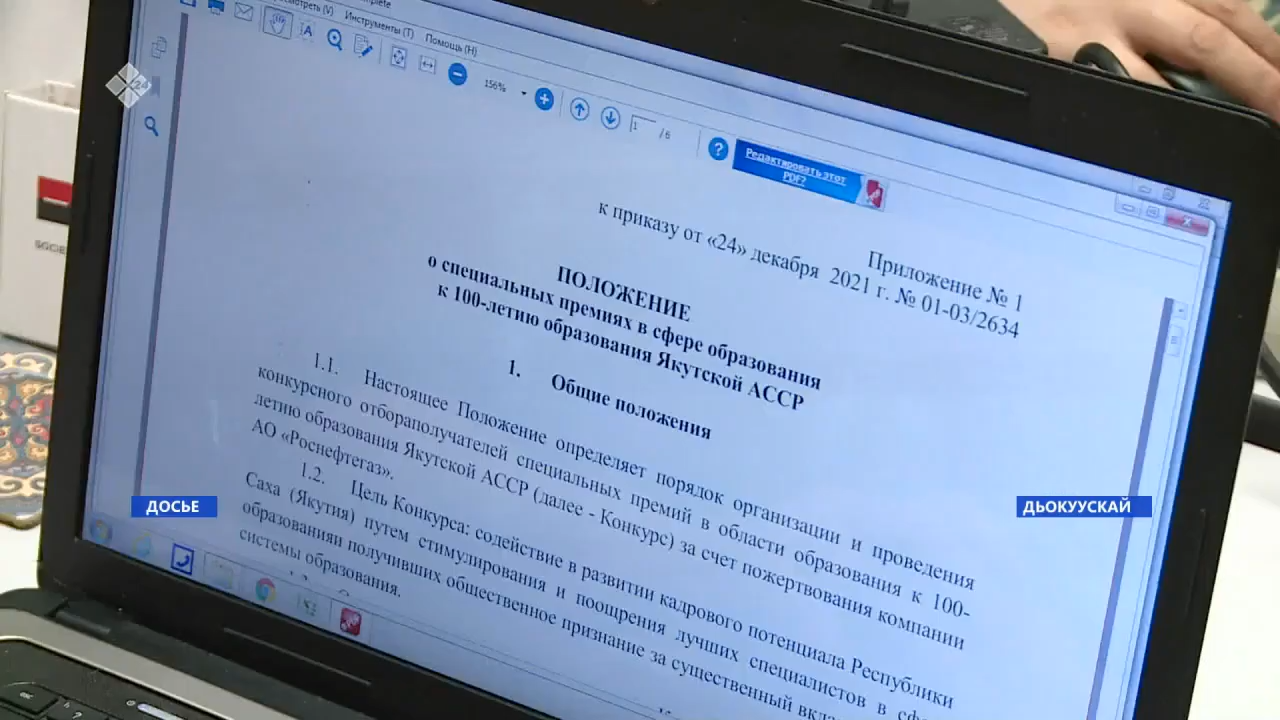 смотреть (V) Инструменты (T) Помощь (H)
156%
1 / 6
Редактировать этот
PDF?
24
Приложение № 1
к приказу от «24» декабря 2021 г. № 01-03/2634
ПОЛОЖЕНИЕ
о специальных премиях в сфере образования
к 100-летию образования Якутской АССР
1. Общие положения
1.1. Настоящее Положение определяет порядок организации и проведения
конкурсного отбораполучателей специальных премий в области образования к 100-
летию образования Якутской АССР (далее - Конкурс) за счет пожертвования компании
АО «Роснефтегаз».
1.2. Цель Конкурса: содействие в развитии кадрового потенциала Республики
Саха (Якутия) путем стимулирования и поощрения лучших специалистов в
образованияи получивших общественное признание за существенный
системы образования.
ДОСЬЕ
ДЬОКУУСКАЙ